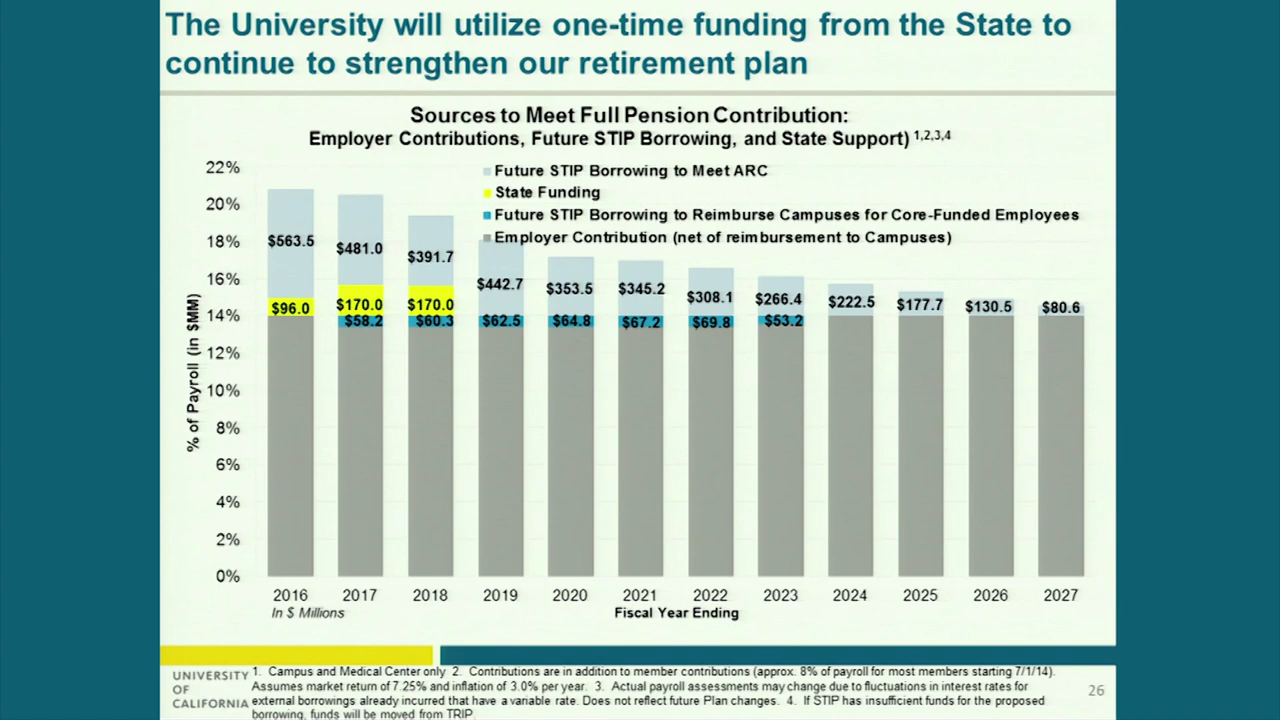 The University will utilize one-time funding from the State to
continue to strengthen our retirement plan
Sources to Meet Full Pension Contribution:
Employer Contributions, Future STIP Borrowing, and State Support) 1,2,3,4
Future STIP Borrowing to Meet ARC
State Funding
Future STIP Borrowing to Reimburse Campuses for Core-Funded Employees
Employer Contribution (net of reimbursement to Campuses)
% of Payroll (in $MM)
22%
20%
18%
16%
14%
12%
10%
8%
6%
4%
2%
0%
$563.5 $481.0 $391.7 $442.7 $353.5 $345.2 $308.1 $266.4 $222.5 $177.7 $130.5 $80.6
$96.0 $170.0 $170.0
$58.2 $60.3 $62.5 $64.8 $67.2 $69.8 $53.2
2016 2017 2018 2019 2020 2021 2022 2023 2024 2025 2026 2027
In $ Millions
Fiscal Year Ending
UNIVERSITY
OF
CALIFORNIA
1. Campus and Medical Center only 2. Contributions are in addition to member contributions (approx. 8% of payroll for most members starting 7/1/14).
Assumes market return of 7.25% and inflation of 3.0% per year. 3. Actual payroll assessments may change due to fluctuations in interest rates for
external borrowings already incurred that have a variable rate. Does not reflect future Plan changes. 4. If STIP has insufficient funds for the proposed
borrowing, funds will be moved from TRIP
26